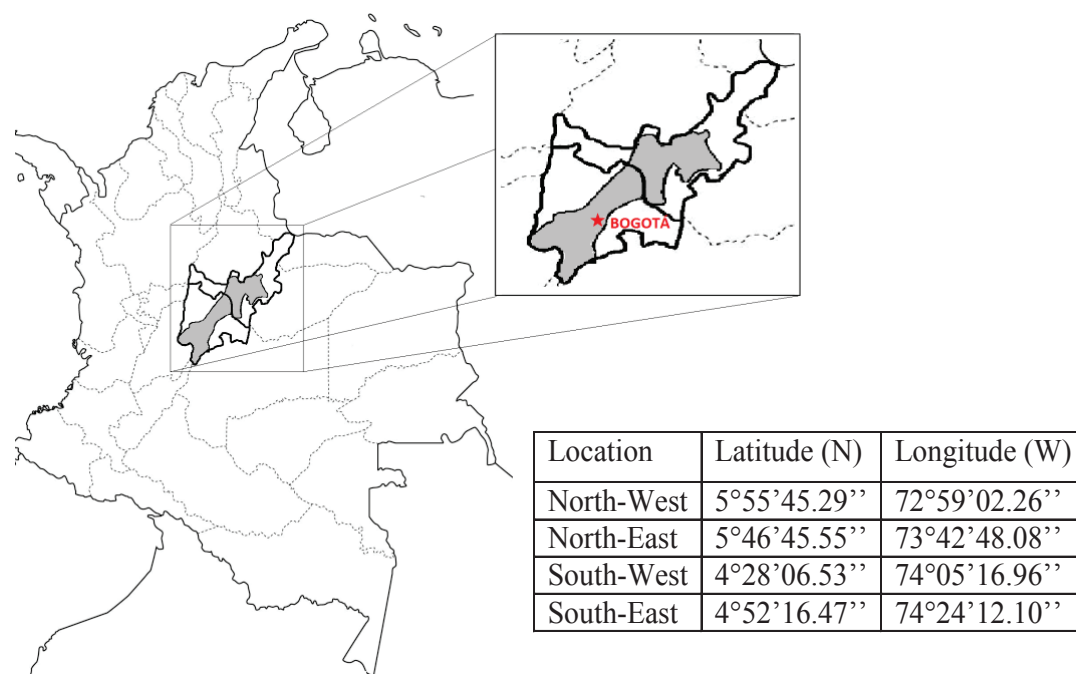 BOGOTÁ
Location Latitude (N) Longitude (W)
North-West 5°55’45.29’’ 72°59’02.26’’
North-East 5°46’45.55’’ 73°42’48.08’’
South-West 4°28’06.53’’ 74°05’16.96’’
South-East 4°52’16.47’’ 74°24’12.10’’